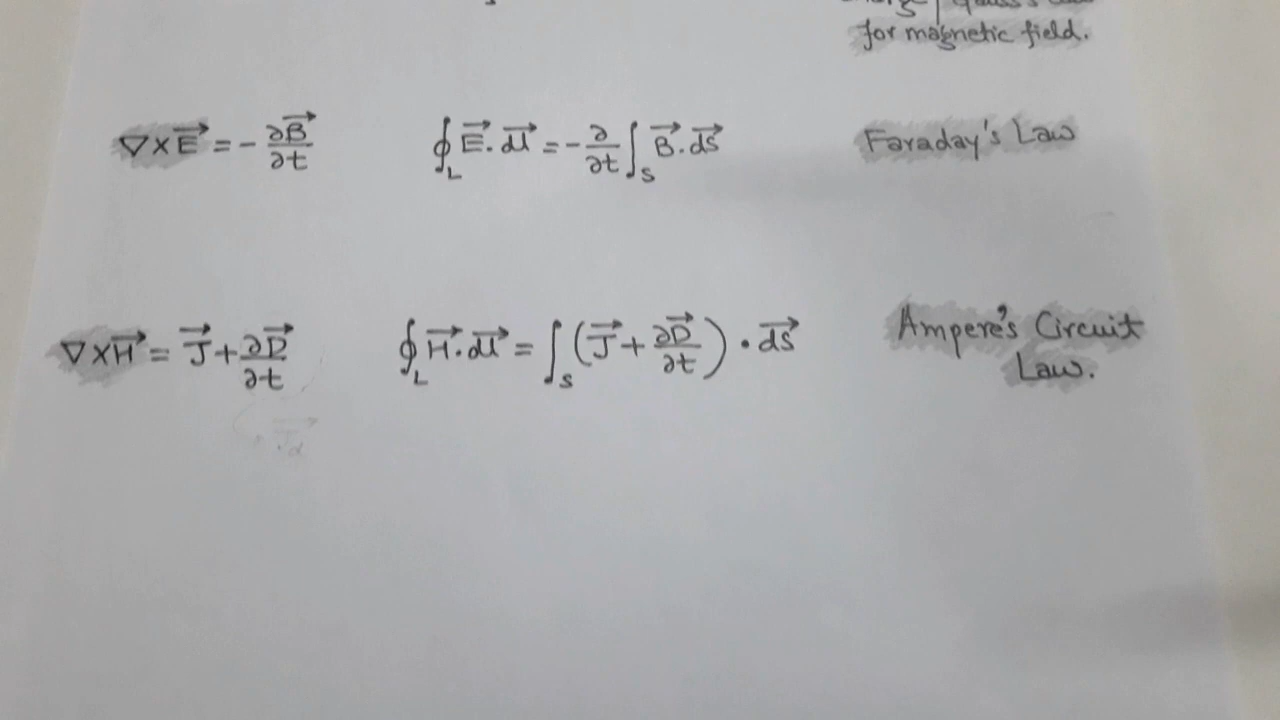 for magnetic field.
∇×E⃗ = -∂B⃗/∂t    ∮_L E⃗.dl⃗ = -∂/∂t ∫_S B⃗.ds⃗    Faraday's Law
∇×H⃗ = J⃗+∂D⃗/∂t    ∮_L H⃗.dl⃗ = ∫_S (J⃗+∂D⃗/∂t)·ds⃗    Ampere's Circuit
Law.